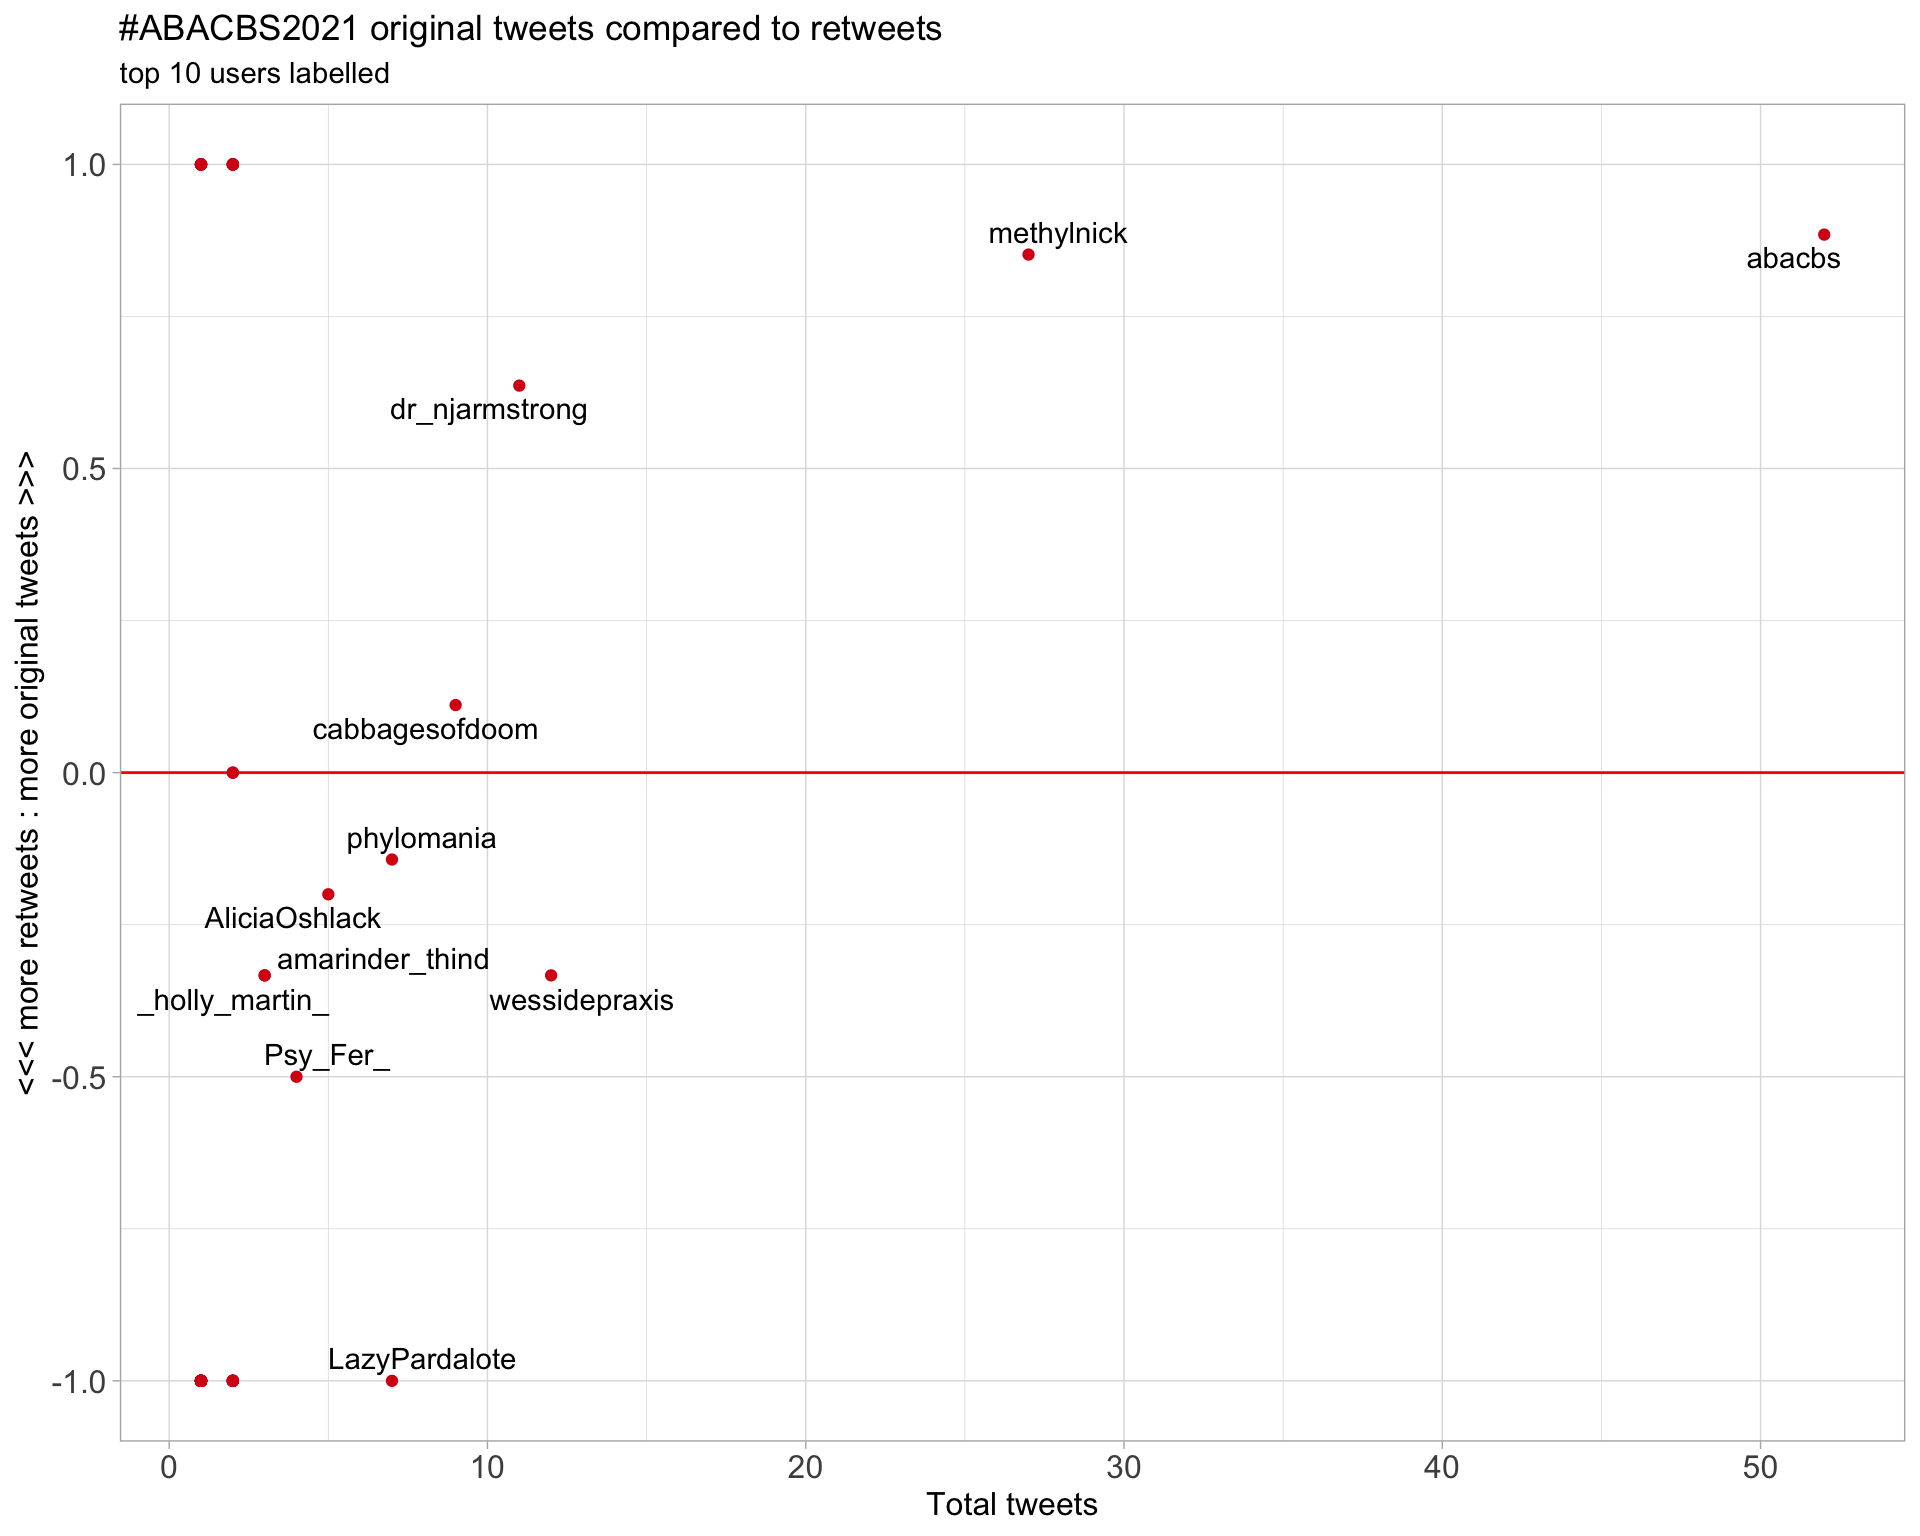 #ABACBS2021 original tweets compared to retweets
top 10 users labelled
<<< more retweets : more original tweets >>>
1.0
0.5
0.0
-0.5
-1.0
methylnick
abacbs
dr_njarmstrong
cabbagesofdoom
phylomania
AliciaOshlack
amarinder_thind
_holly_martin_
wessidepraxis
Psy_Fer_
LazyPardalote
0
10
20
30
40
50
Total tweets